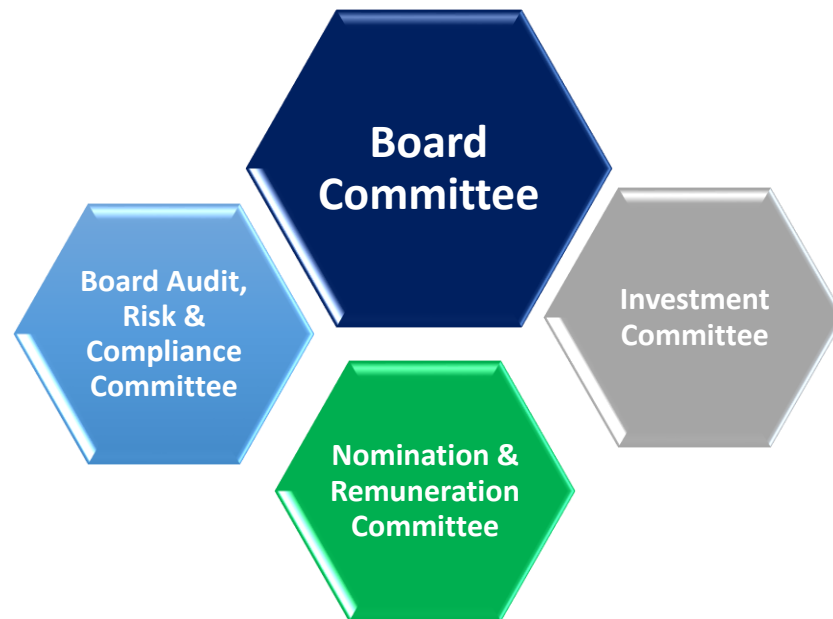 Board
Committee
Board Audit,
Risk &
Compliance
Committee
Investment
Committee
Nomination &
Remuneration
Committee